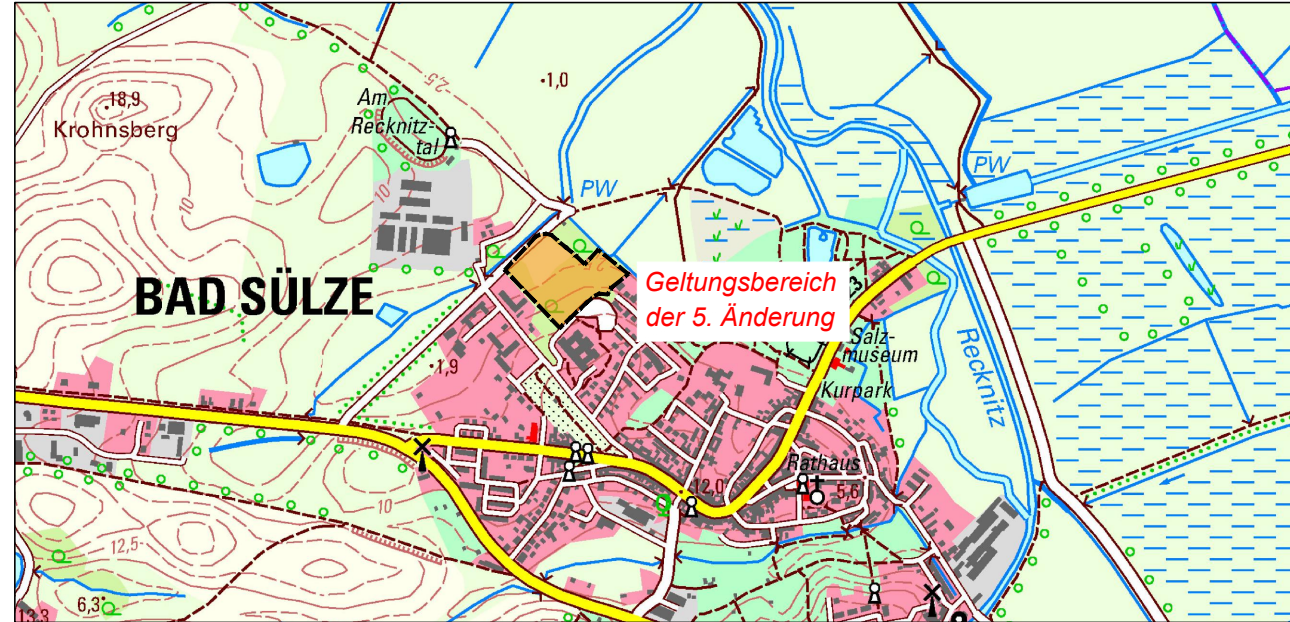 2,5
1,0
18,9
Krohnsberg
Am
Recknitz-
tal
10
10
PW
PW
2,5
BAD SÜLZE
Geltungsbereich
der 5. Änderung
Salz-
museum
Kurpark
Recknitz
1,9
Rathaus
12,0
5,6
10
12,5
6,3
13,3